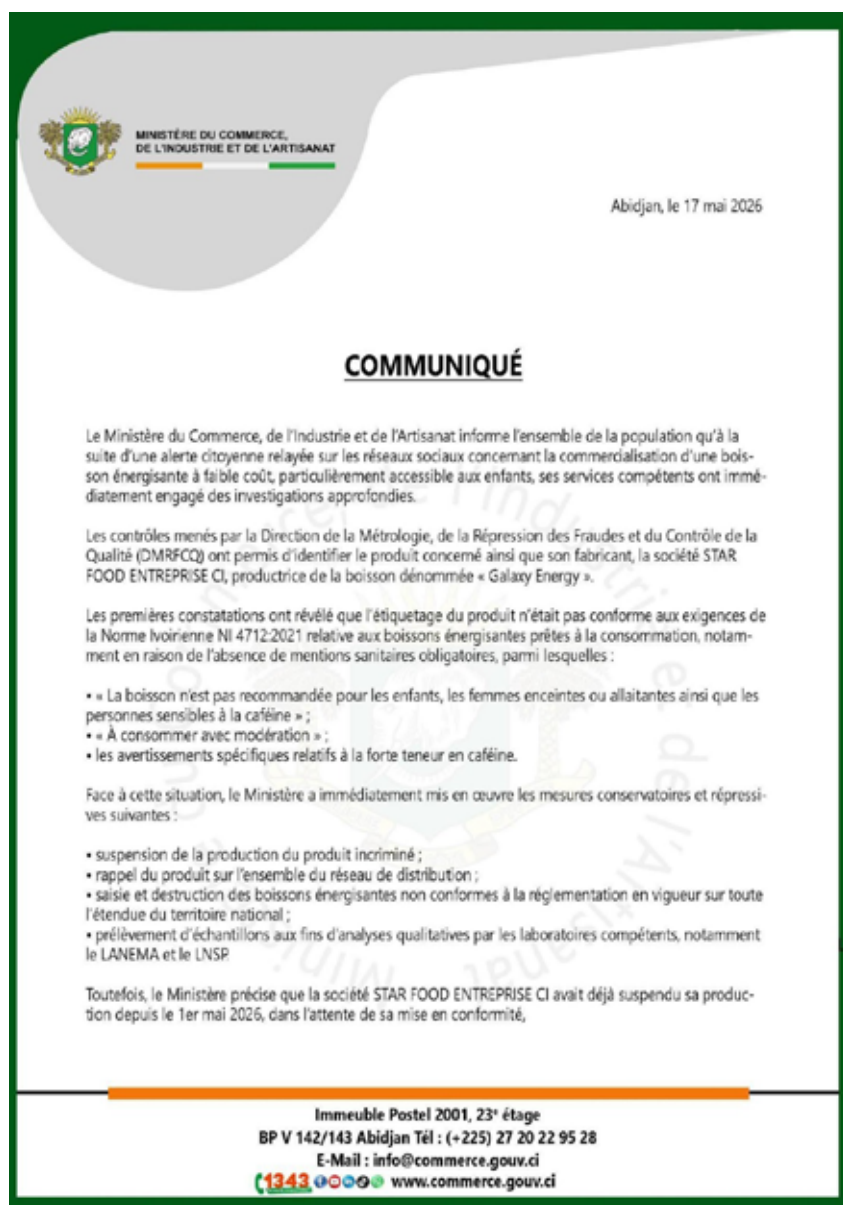 MINISTÈRE DU COMMERCE,
DE L'INDUSTRIE ET DE L'ARTISANAT
Abidjan, le 17 mai 2026
COMMUNIQUÉ
Le Ministère du Commerce, de l'Industrie et de l'Artisanat informe l'ensemble de la population qu'à la
suite d'une alerte citoyenne relayée sur les réseaux sociaux concernant la commercialisation d'une bois-
son énergisante à faible coût, particulièrement accessible aux enfants, ses services compétents ont immé-
diatement engagé des investigations approfondies.
Les contrôles menés par la Direction de la Métrologie, de la Répression des Fraudes et du Contrôle de la
Qualité (DMRFCQ) ont permis d'identifier le produit concerné ainsi que son fabricant, la société STAR
FOOD ENTREPRISE CI, productrice de la boisson dénommée « Galaxy Energy ».
Les premières constatations ont révélé que l'étiquetage du produit n'était pas conforme aux exigences de
la Norme Ivoirienne NI 4712:2021 relative aux boissons énergisantes prêtes à la consommation, notam-
ment en raison de l'absence de mentions sanitaires obligatoires, parmi lesquelles :
• « La boisson n'est pas recommandée pour les enfants, les femmes enceintes ou allaitantes ainsi que les
personnes sensibles à la caféine » ;
• « À consommer avec modération » ;
• les avertissements spécifiques relatifs à la forte teneur en caféine.
Face à cette situation, le Ministère a immédiatement mis en œuvre les mesures conservatoires et répressi-
ves suivantes :
• suspension de la production du produit incriminé ;
• rappel du produit sur l'ensemble du réseau de distribution ;
• saisie et destruction des boissons énergisantes non conformes à la réglementation en vigueur sur toute
l'étendue du territoire national ;
• prélèvement d'échantillons aux fins d'analyses qualitatives par les laboratoires compétents, notamment
le LANEMA et le LNSP.
Toutefois, le Ministère précise que la société STAR FOOD ENTREPRISE CI avait déjà suspendu sa produc-
tion depuis le 1er mai 2026, dans l'attente de sa mise en conformité,
Immeuble Postel 2001, 23e étage
BP V 142/143 Abidjan Tél : (+225) 27 20 22 95 28
E-Mail : info@commerce.gouv.ci
1343 www.commerce.gouv.ci